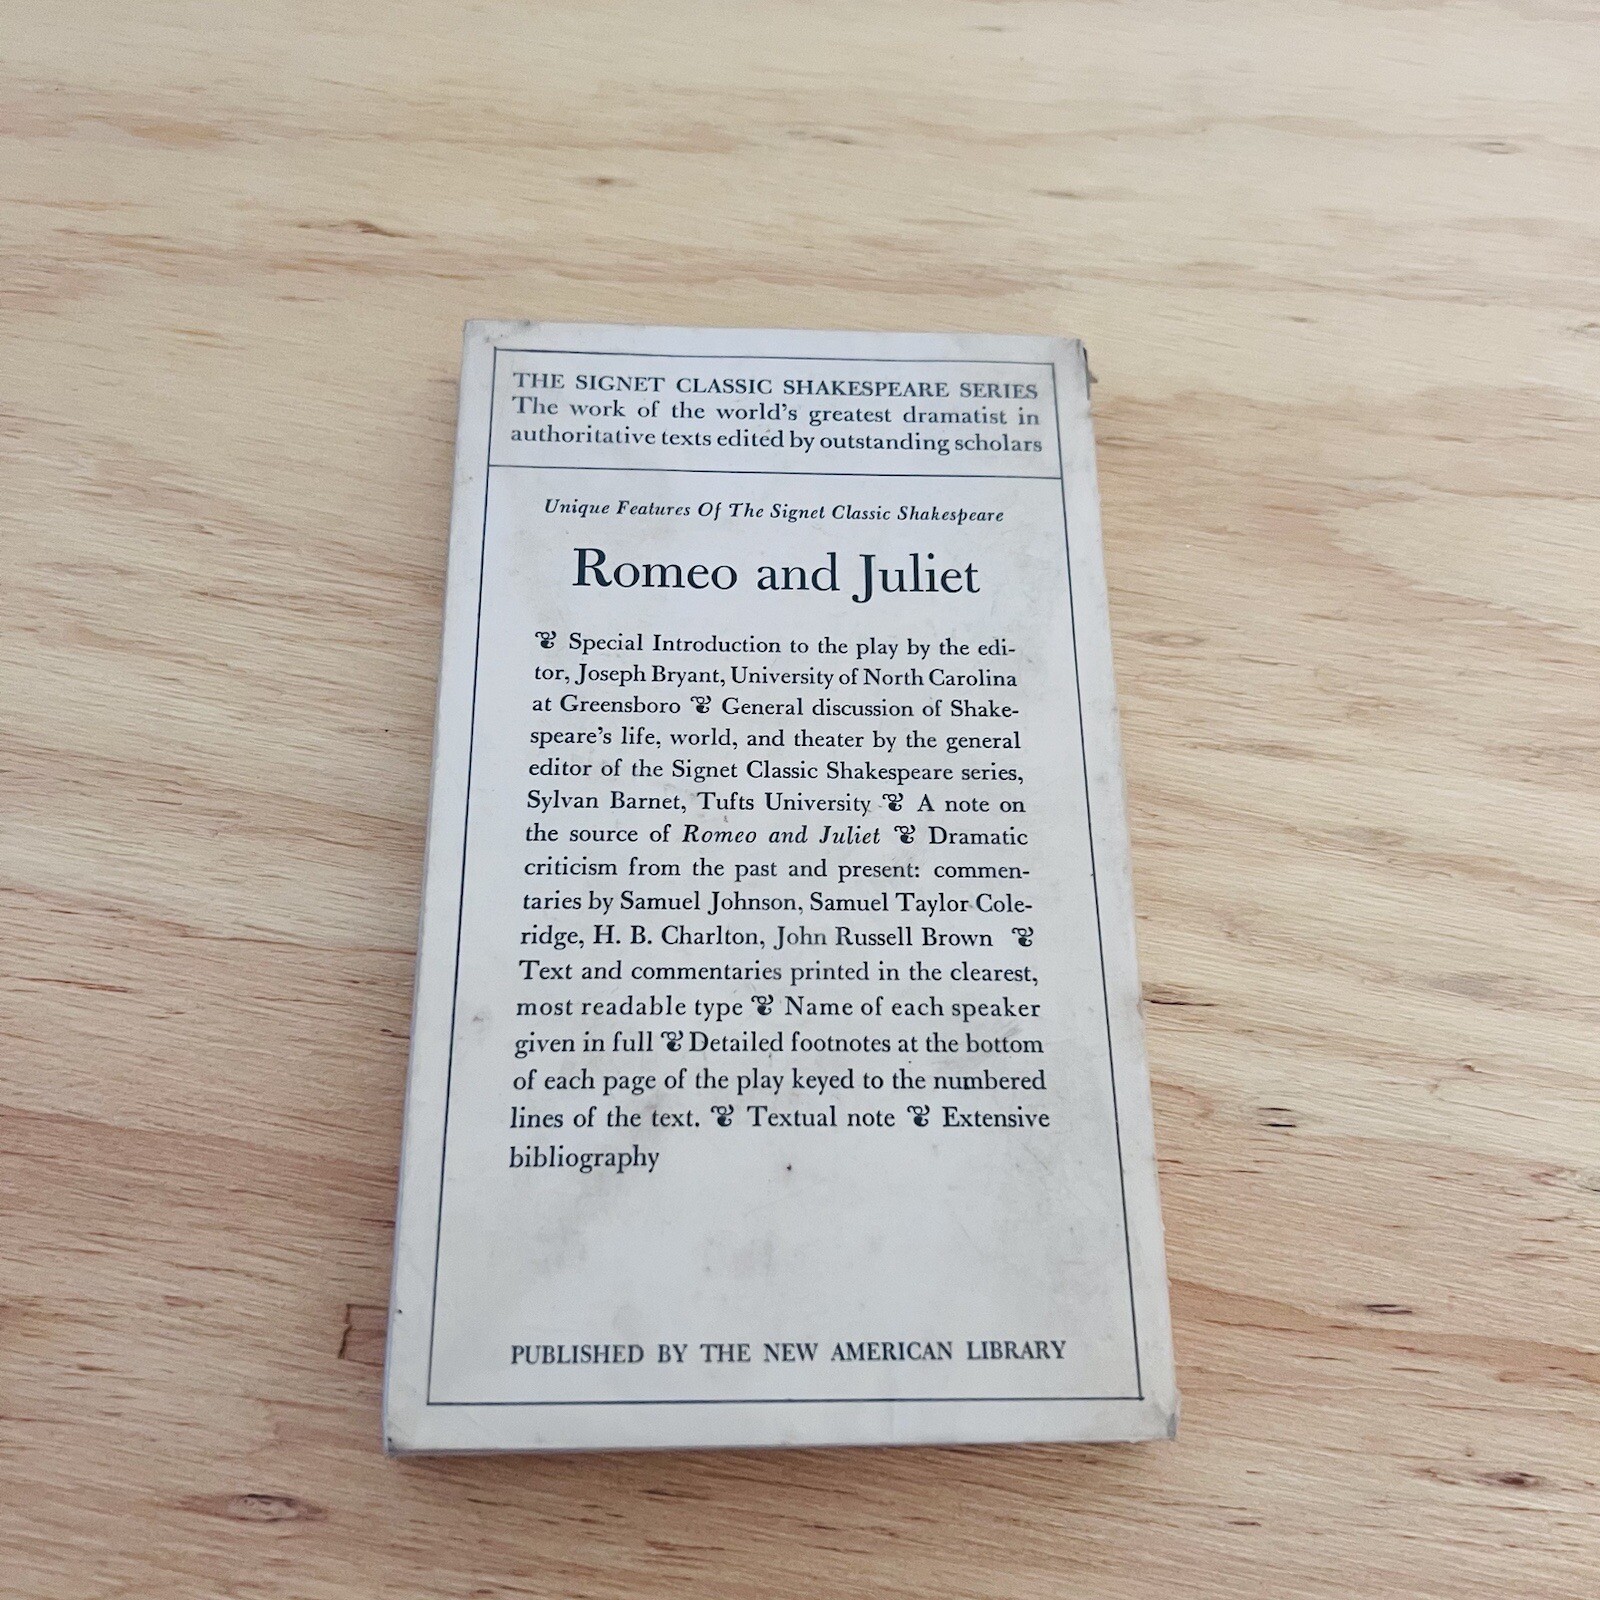 THE SIGNET CLASSIC SHAKESPEARE SERIES
The work of the world's greatest dramatist in
authoritative texts edited by outstanding scholars
Unique Features Of The Signet Classic Shakespeare
Romeo and Juliet
❦ Special Introduction to the play by the edi-
tor, Joseph Bryant, University of North Carolina
at Greensboro ❦ General discussion of Shake-
speare's life, world, and theater by the general
editor of the Signet Classic Shakespeare series,
Sylvan Barnet, Tufts University ❦ A note on
the source of Romeo and Juliet ❦ Dramatic
criticism from the past and present: commen-
taries by Samuel Johnson, Samuel Taylor Cole-
ridge, H. B. Charlton, John Russell Brown ❦
Text and commentaries printed in the clearest,
most readable type ❦ Name of each speaker
given in full ❦ Detailed footnotes at the bottom
of each page of the play keyed to the numbered
lines of the text. ❦ Textual note ❦ Extensive
bibliography
PUBLISHED BY THE NEW AMERICAN LIBRARY